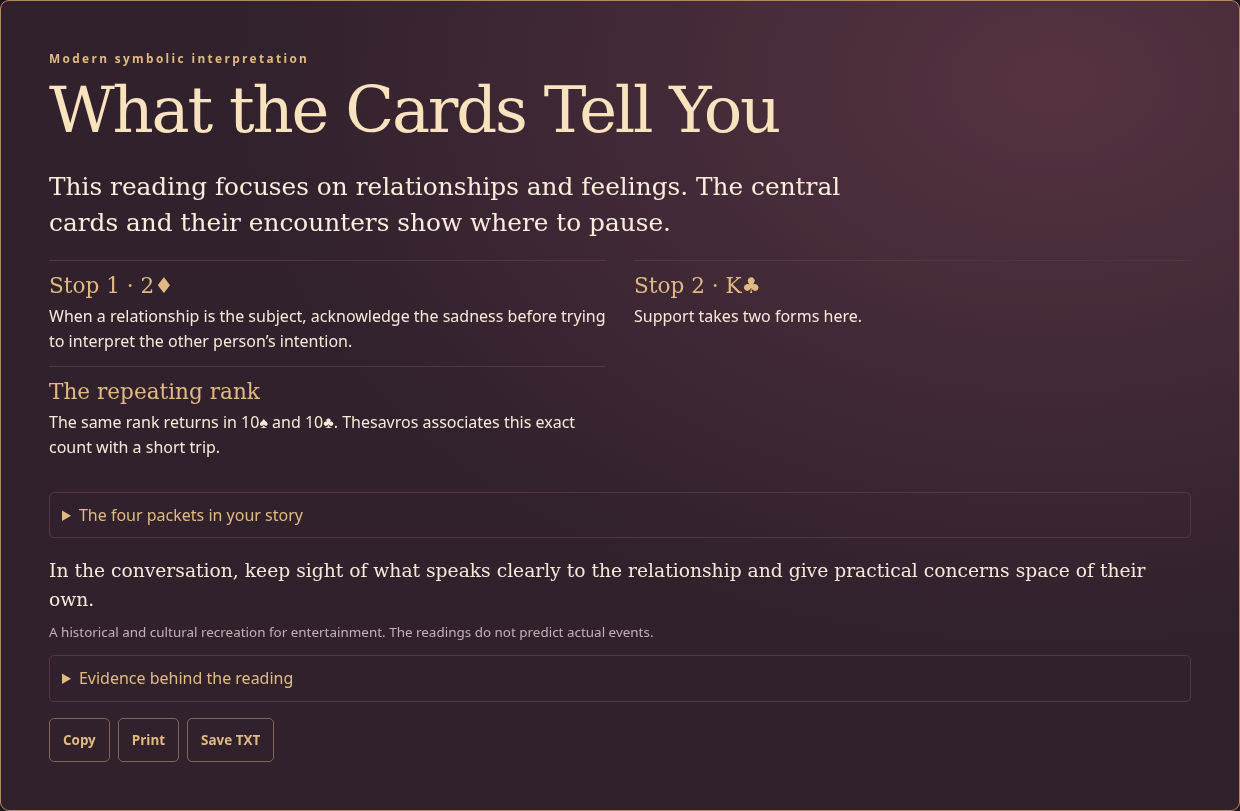 Modern symbolic interpretation
What the Cards Tell You
This reading focuses on relationships and feelings. The central
cards and their encounters show where to pause.
Stop 1 · 2♦
When a relationship is the subject, acknowledge the sadness before trying
to interpret the other person’s intention.
Stop 2 · K♣
Support takes two forms here.
The repeating rank
The same rank returns in 10♠ and 10♣. Thesavros associates this exact
count with a short trip.
▶ The four packets in your story
In the conversation, keep sight of what speaks clearly to the relationship and give practical concerns space of their
own.
A historical and cultural recreation for entertainment. The readings do not predict actual events.
▶ Evidence behind the reading
Copy
Print
Save TXT